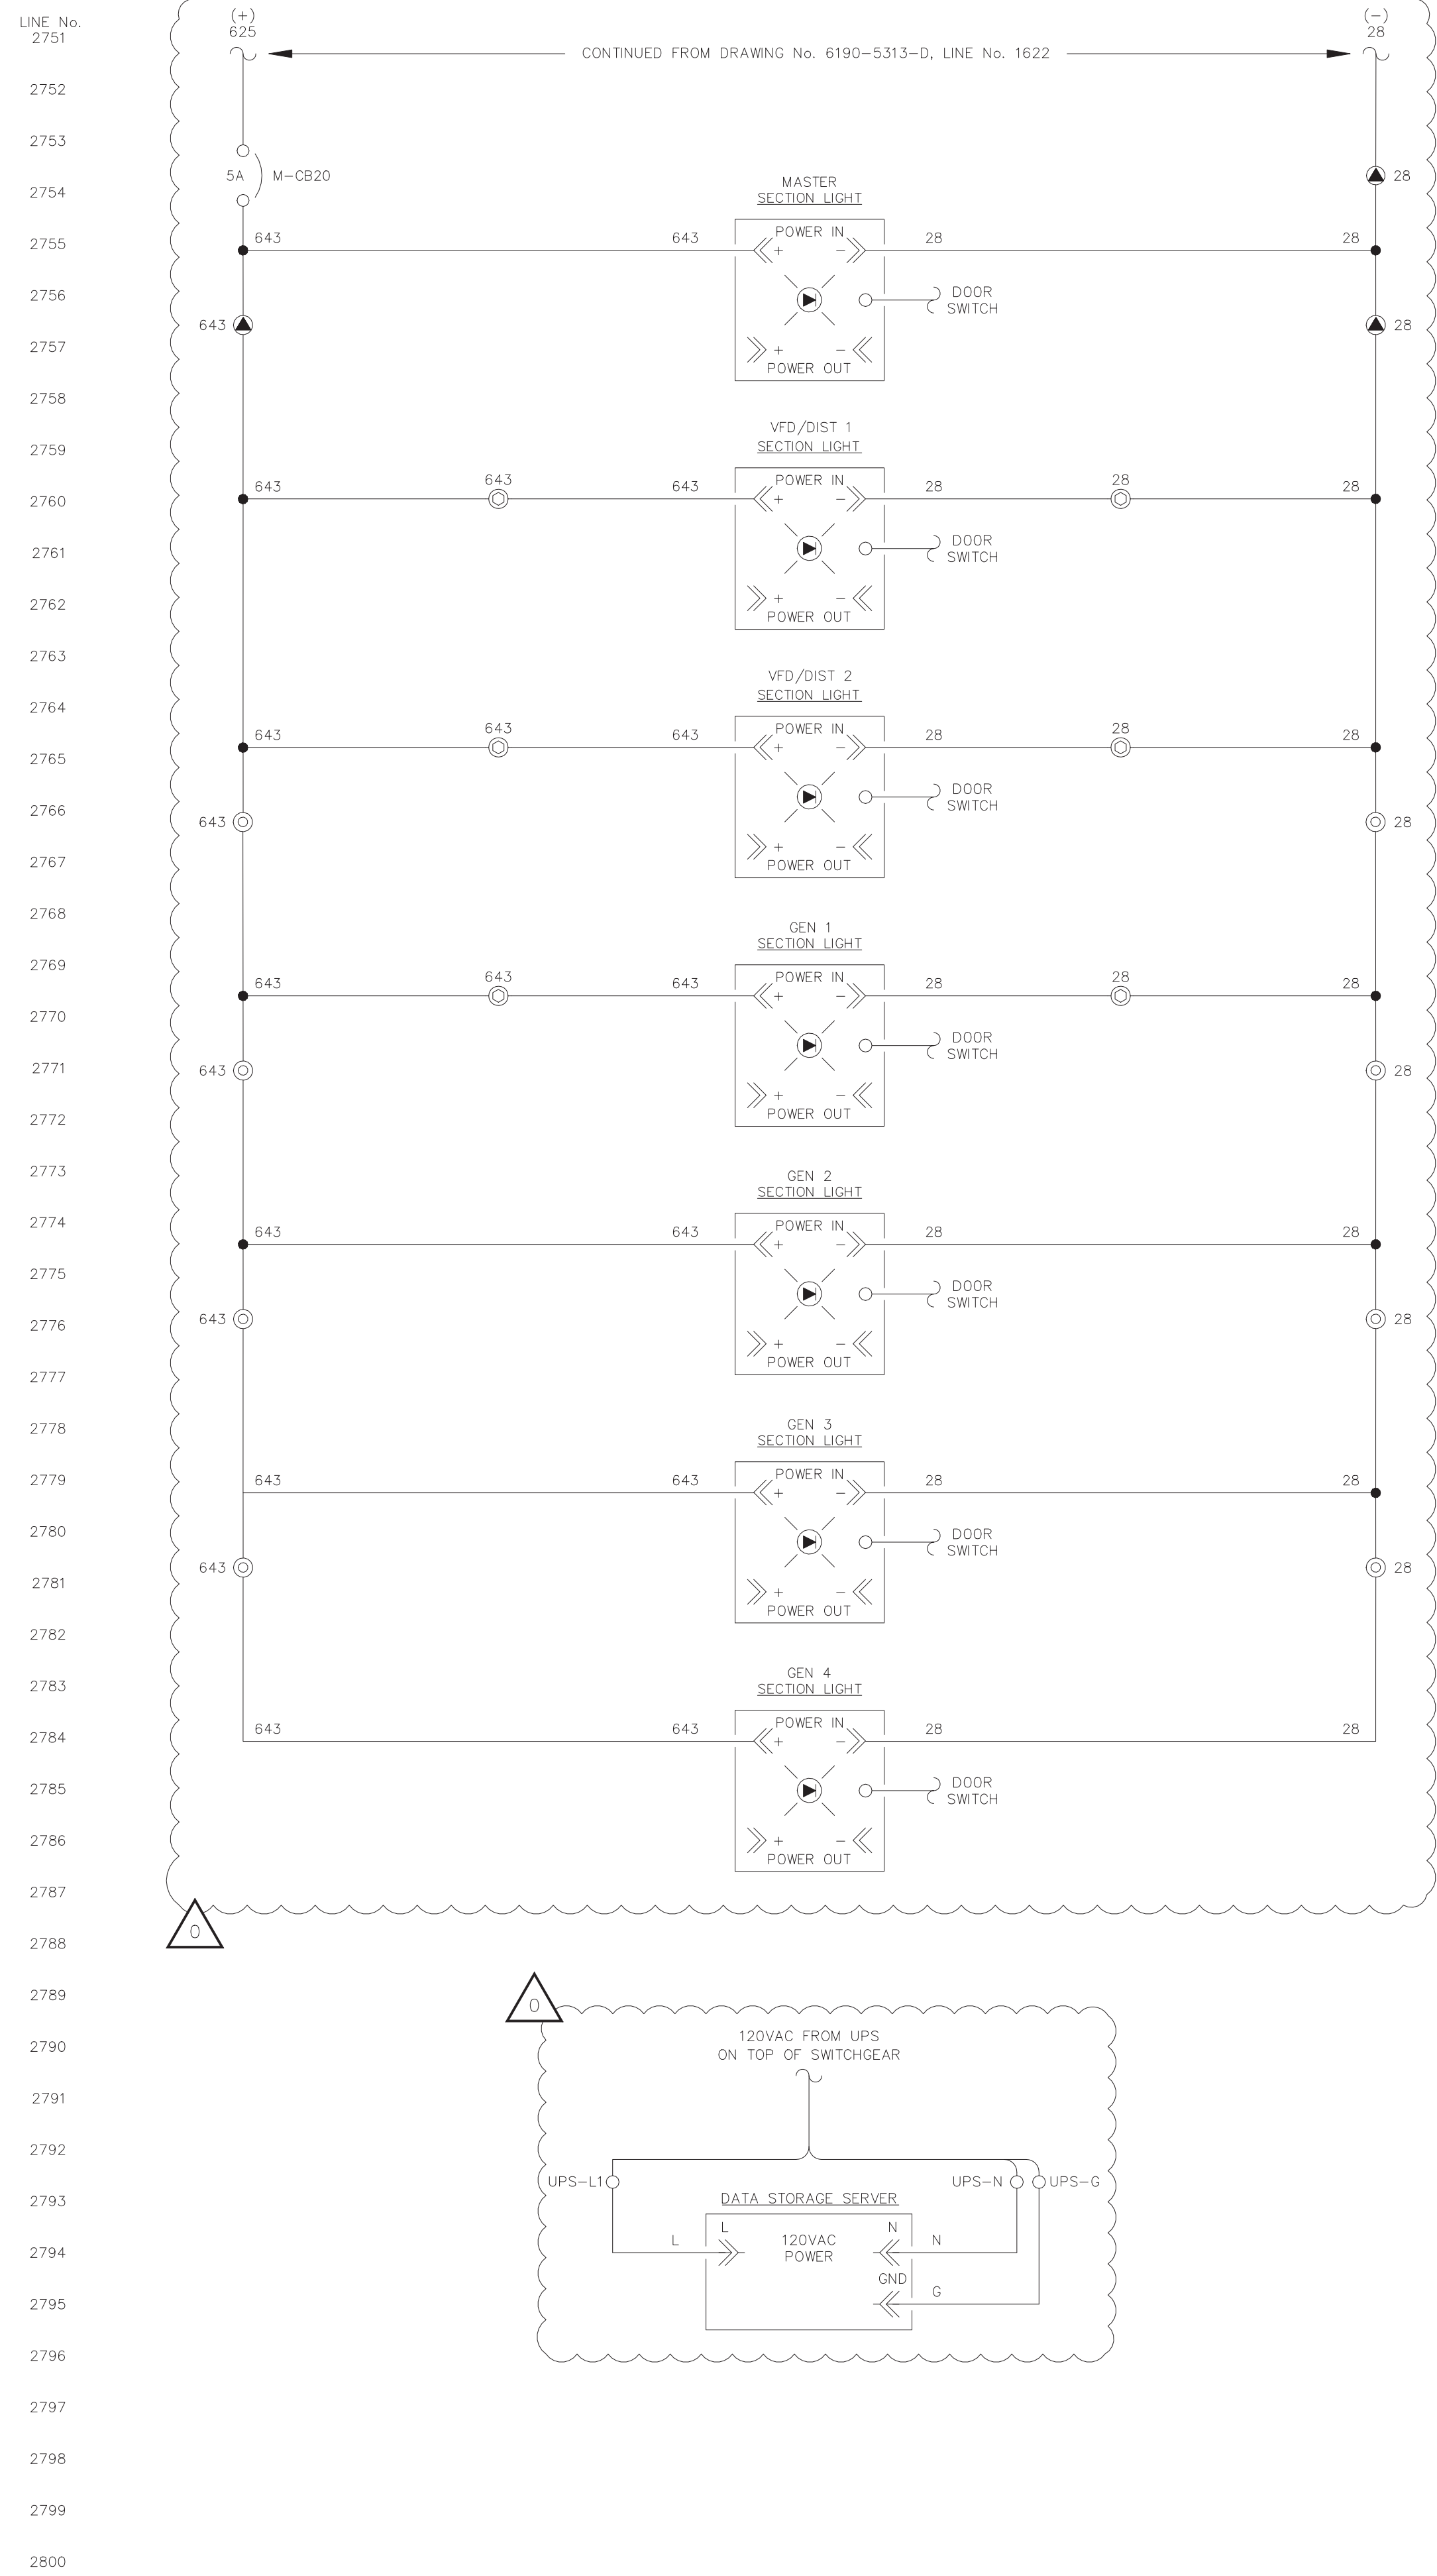 LINE No.
(+)
(−)
2751
625
28
CONTINUED FROM DRAWING No. 6190-5313-D, LINE No. 1622
2752
2753
5A M-CB20
28
2754
MASTER
SECTION LIGHT
2755
643 643 POWER IN 28 28
+ −
2756
DOOR
SWITCH
643 28
2757
+ −
POWER OUT
2758
2759
VFD/DIST 1
SECTION LIGHT
2760
643 643 643 POWER IN 28 28 28
+ −
2761
DOOR
SWITCH
2762
+ −
POWER OUT
2763
VFD/DIST 2
SECTION LIGHT
2764
643 643 643 POWER IN 28 28 28
+ −
2765
2766
DOOR
SWITCH
643 28
2767
+ −
POWER OUT
2768
GEN 1
SECTION LIGHT
2769
643 643 643 POWER IN 28 28 28
+ −
2770
DOOR
SWITCH
2771
643 28
+ −
POWER OUT
2772
2773
GEN 2
SECTION LIGHT
2774
643 643 POWER IN 28 28
+ −
2775
DOOR
SWITCH
2776
643 28
+ −
POWER OUT
2777
2778
GEN 3
SECTION LIGHT
2779
643 643 POWER IN 28 28
+ −
2780
DOOR
SWITCH
643 28
2781
+ −
POWER OUT
2782
2783
GEN 4
SECTION LIGHT
2784
643 643 POWER IN 28 28
+ −
2785
DOOR
SWITCH
2786
+ −
POWER OUT
2787
0
2788
2789
0
2790
120VAC FROM UPS
ON TOP OF SWITCHGEAR
2791
2792
UPS-L1 UPS-N UPS-G
2793
DATA STORAGE SERVER
2794
L L 120VAC N N
POWER
GND
G
2795
2796
2797
2798
2799
2800